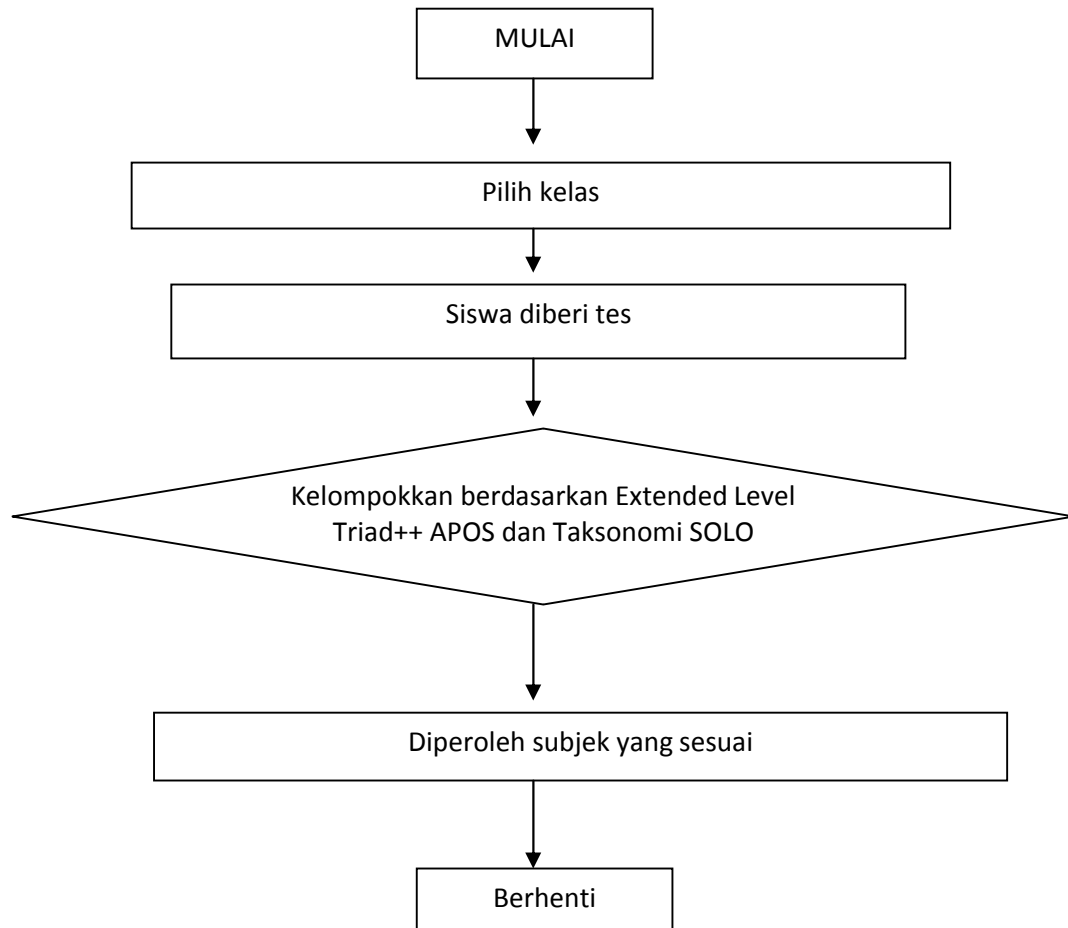 MULAI
Pilih kelas
Siswa diberi tes
Kelompokkan berdasarkan Extended Level
Triad++ APOS dan Taksonomi SOLO
Diperoleh subjek yang sesuai
Berhenti